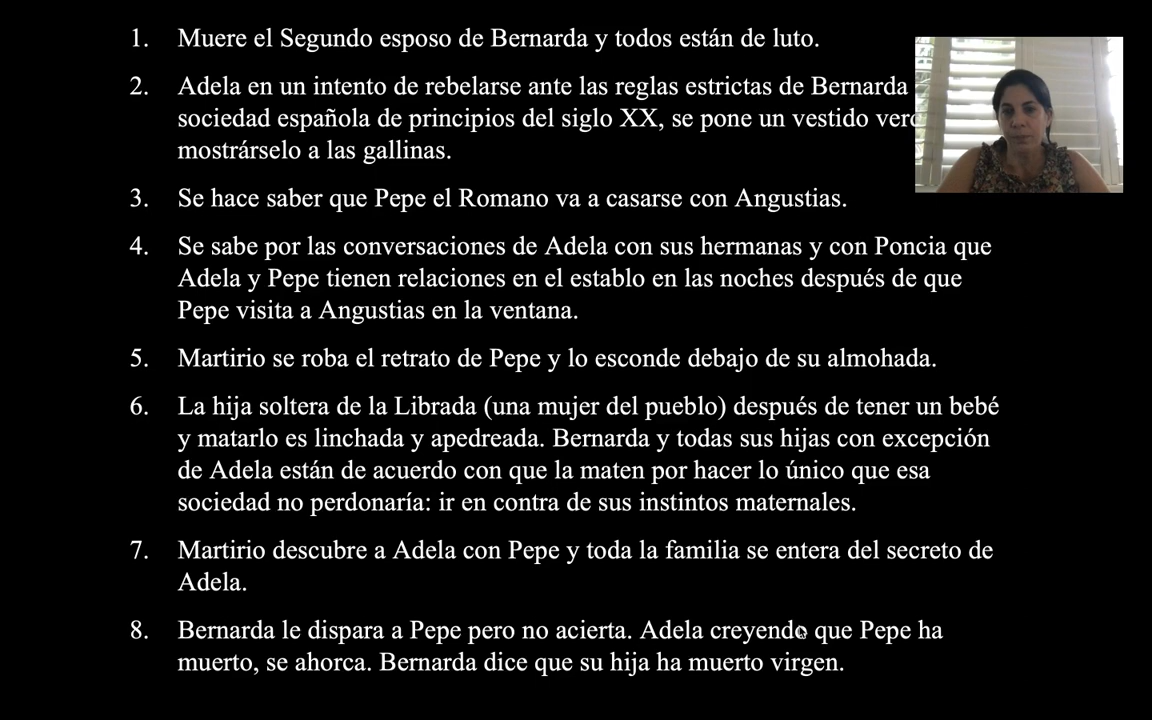 1. Muere el Segundo esposo de Bernarda y todos están de luto.
2. Adela en un intento de rebelarse ante las reglas estrictas de Bernarda
sociedad española de principios del siglo XX, se pone un vestido
mostrárselo a las gallinas.
3. Se hace saber que Pepe el Romano va a casarse con Angustias.
4. Se sabe por las conversaciones de Adela con sus hermanas y con Poncia que
Adela y Pepe tienen relaciones en el establo en las noches después de que
Pepe visita a Angustias en la ventana.
5. Martirio se roba el retrato de Pepe y lo esconde debajo de su almohada.
6. La hija soltera de la Librada (una mujer del pueblo) después de tener un bebé
y matarlo es linchada y apedreada. Bernarda y todas sus hijas con excepción
de Adela están de acuerdo con que la maten por hacer lo único que esa
sociedad no perdonaría: ir en contra de sus instintos maternales.
7. Martirio descubre a Adela con Pepe y toda la familia se entera del secreto de
Adela.
8. Bernarda le dispara a Pepe pero no acierta. Adela creyendo que Pepe ha
muerto, se ahorca. Bernarda dice que su hija ha muerto virgen.